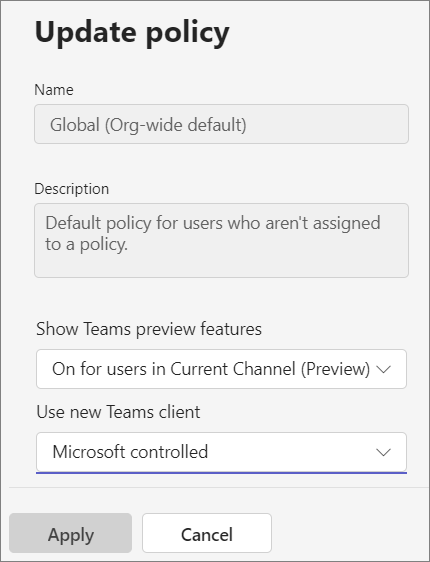 Update policy
Name
Global (Org-wide default)
Description
Default policy for users who aren't assigned
to a policy.
Show Teams preview features
On for users in Current Channel (Preview)
Use new Teams client
Microsoft controlled
Apply
Cancel